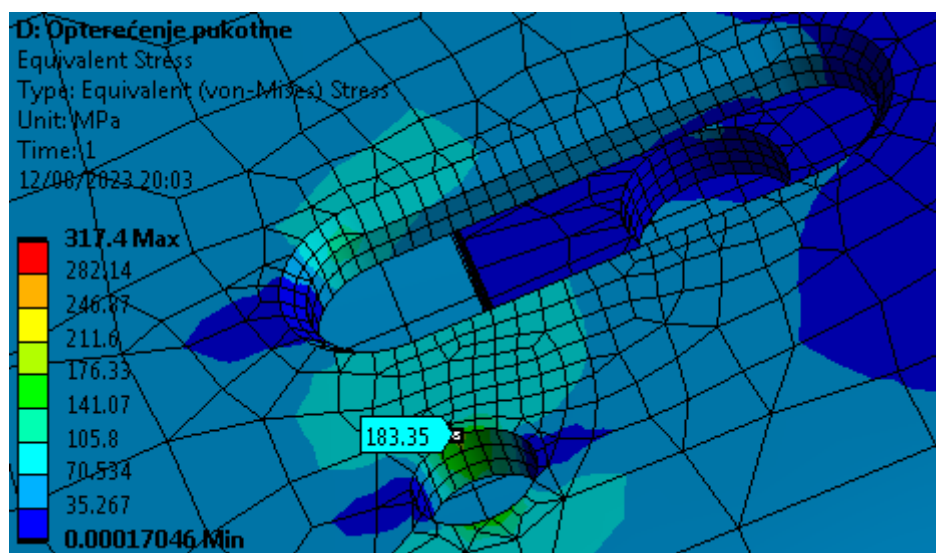 D: Opterećenje pukotine
Equivalent Stress
Type: Equivalent (von-Mises) Stress
Unit: MPa
Time: 1
12/08/2023 20:03
317.4 Max
282.14
246.87
211.6
176.33
141.07
105.8
70.534
35.267
0.00017046 Min
183.35